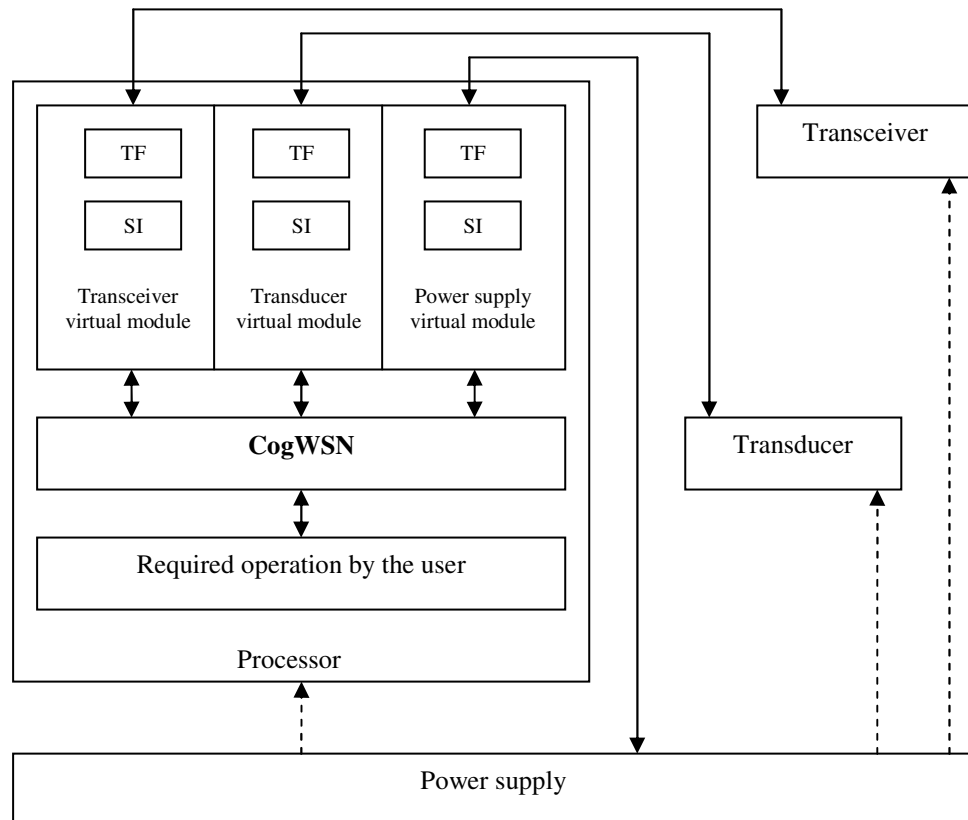 Transceiver
TF
TF
TF
SI
SI
SI
Transceiver
virtual module
Transducer
virtual module
Power supply
virtual module
CogWSN
Transducer
Required operation by the user
Processor
Power supply